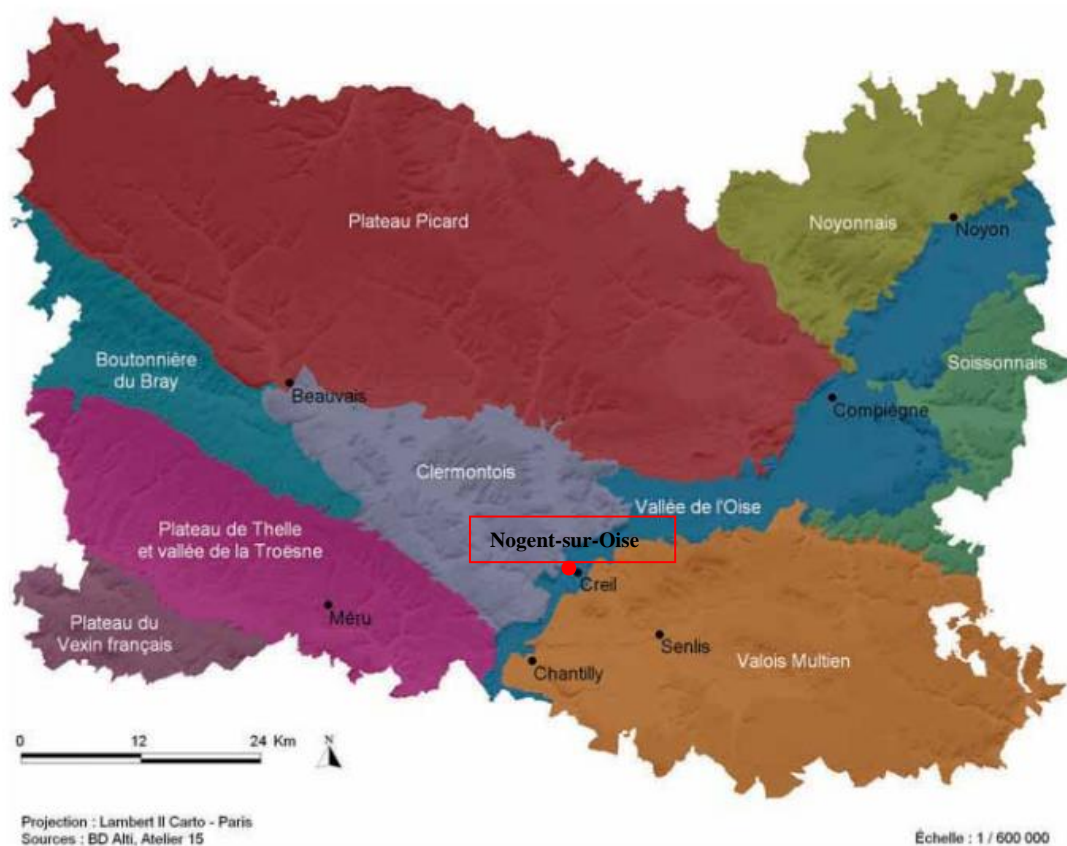 Plateau Picard
Noyonnais
Noyon
Boutonnière
du Bray
Beauvais
Soissonnais
Compiégne
Clermontois
Vallée de l'Oise
Plateau de Thelle
et vallée de la Troesne
Nogent-sur-Oise
Creil
Plateau du
Vexin français
Méru
Senlis
Chantilly
Valois Multien
0 12 24 Km N
Projection : Lambert II Carto - Paris
Sources : BD Alti, Atelier 15
Échelle : 1 / 600 000